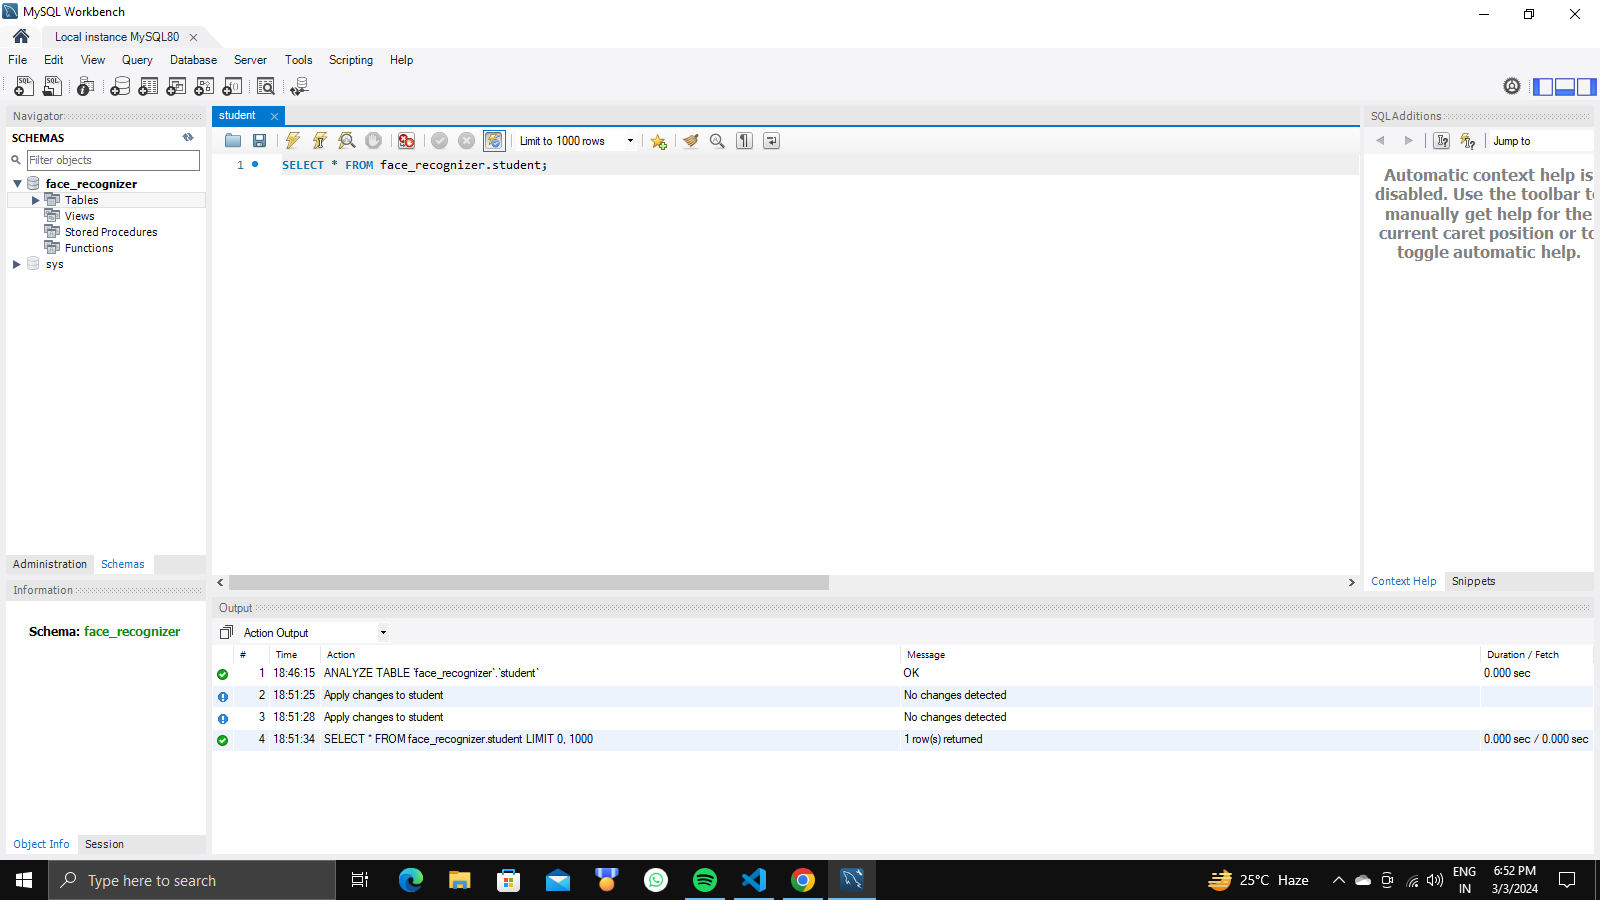 MySQL Workbench
Local instance MySQL80
File Edit View Query Database Server Tools Scripting Help
Navigator
SCHEMAS
Filter objects
face_recognizer
Tables
Views
Stored Procedures
Functions
sys
Administration Schemas
Information
Schema: face_recognizer
Object Info Session
student
Limit to 1000 rows
1 SELECT * FROM face_recognizer.student;
SQLAdditions
Jump to
Automatic context help is
disabled. Use the toolbar to
manually get help for the
current caret position or to
toggle automatic help.
Context Help Snippets
Output
Action Output
# Time Action Message Duration / Fetch
1 18:46:15 ANALYZE TABLE `face_recognizer`.`student` OK 0.000 sec
2 18:51:25 Apply changes to student No changes detected
3 18:51:28 Apply changes to student No changes detected
4 18:51:34 SELECT * FROM face_recognizer.student LIMIT 0, 1000 1 row(s) returned 0.000 sec / 0.000 sec
Type here to search
25°C Haze
ENG
IN
6:52 PM
3/3/2024